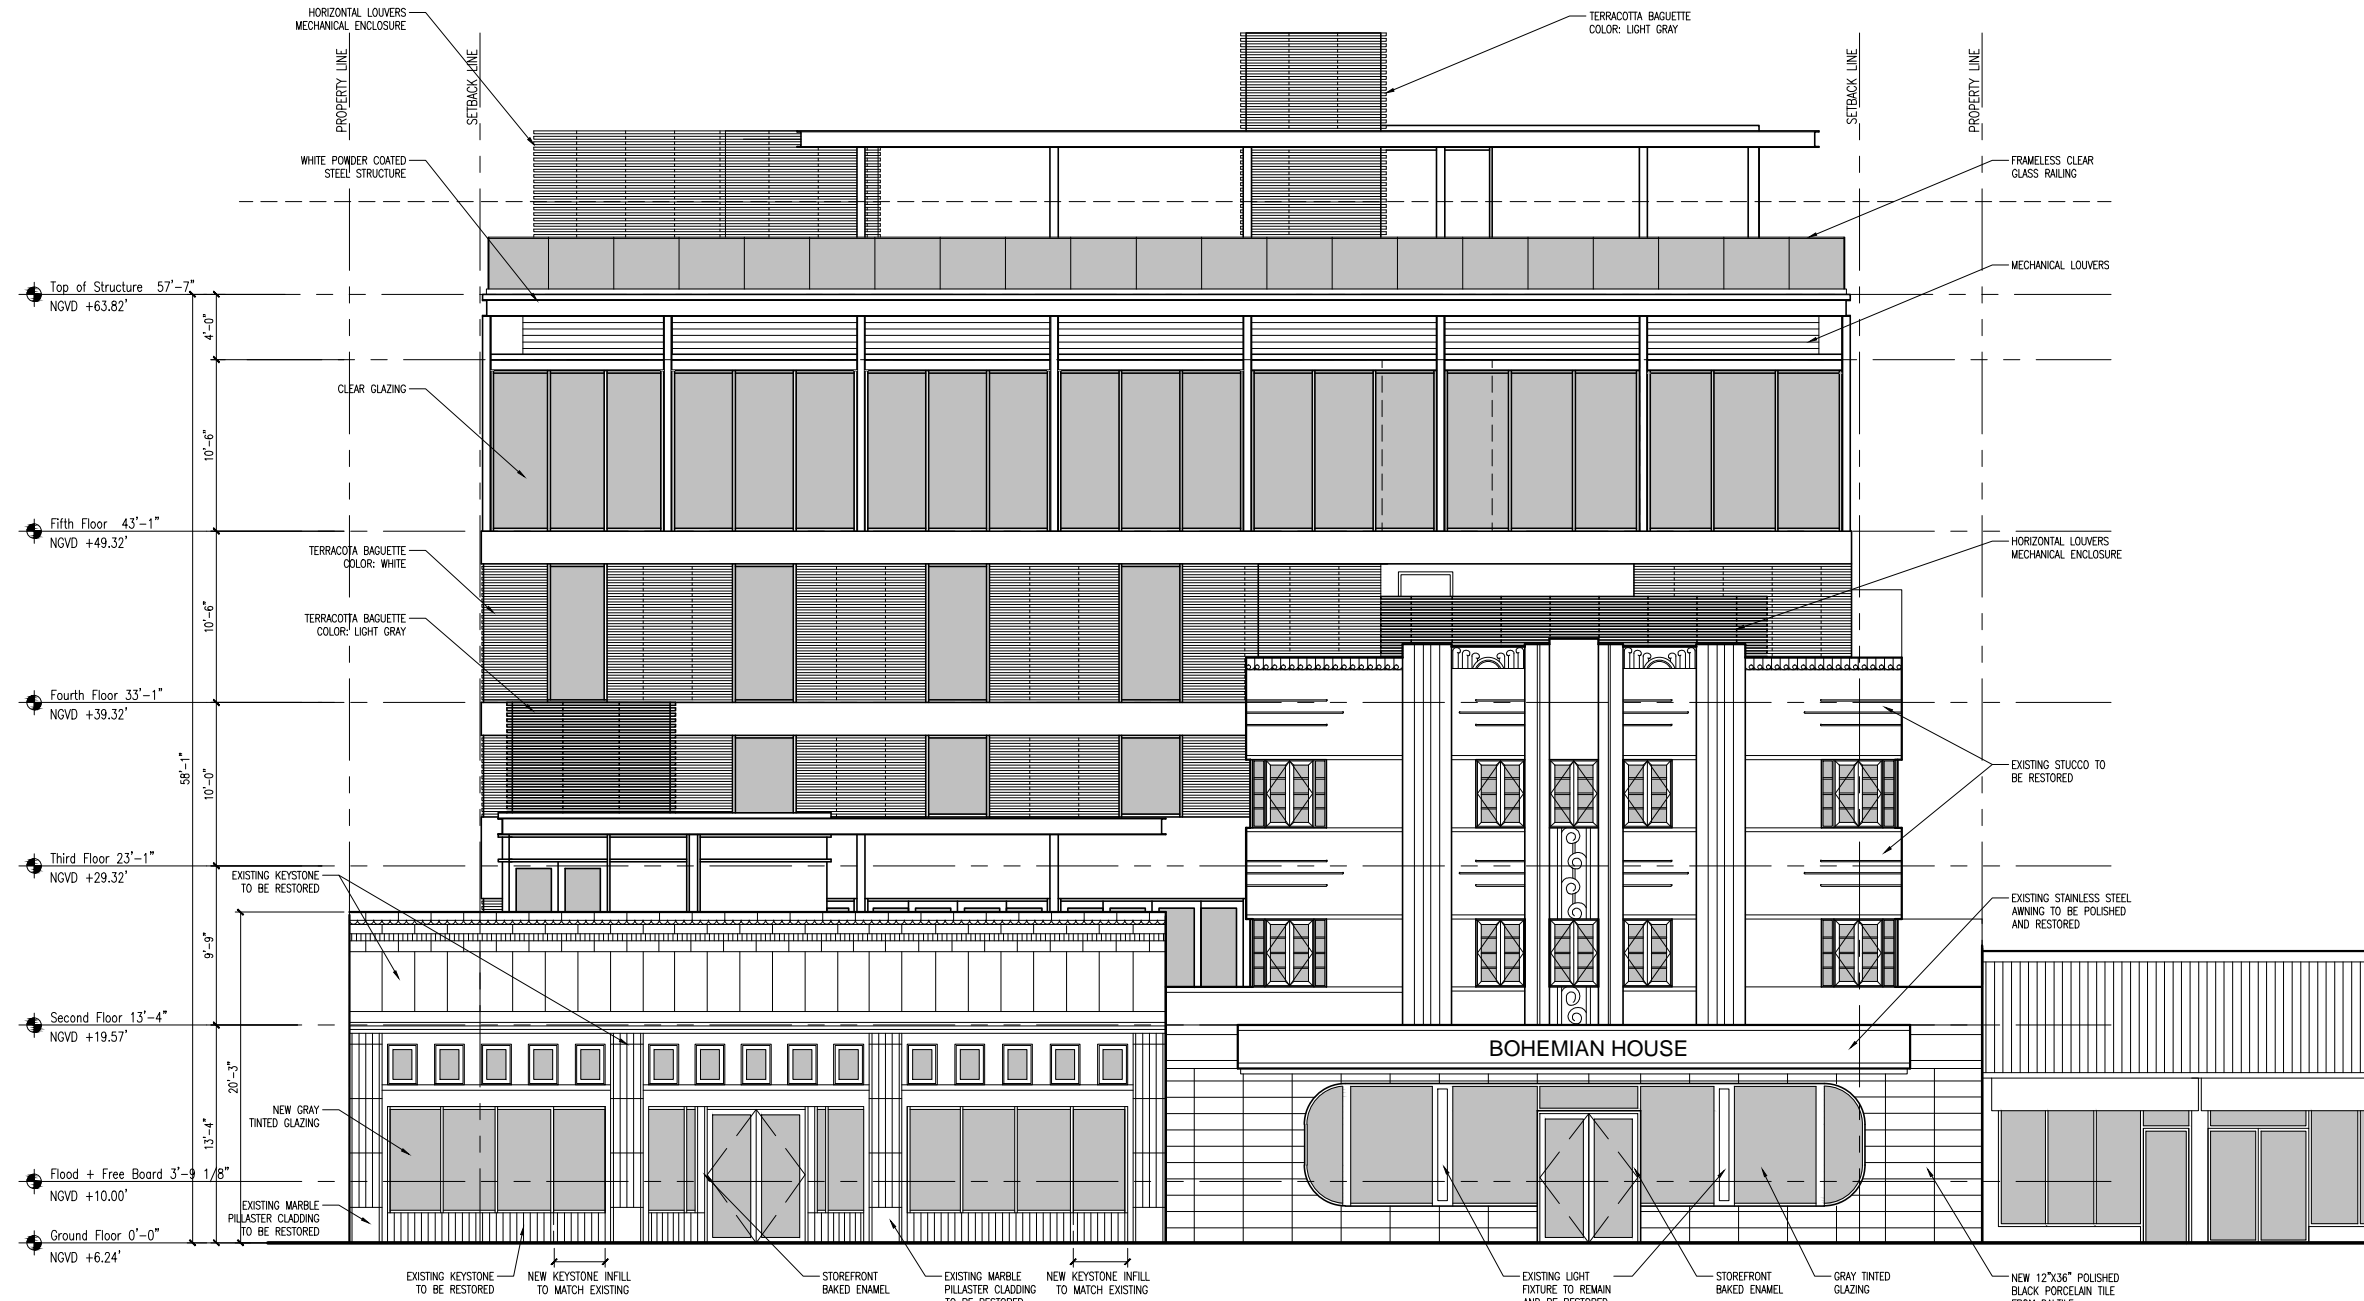 HORIZONTAL LOUVERS
MECHANICAL ENCLOSURE
TERRACOTTA BAGUETTE
COLOR: LIGHT GRAY
PROPERTY LINE
SETBACK LINE
SETBACK LINE
PROPERTY LINE
WHITE POWDER COATED
STEEL STRUCTURE
FRAMELESS CLEAR
GLASS RAILING
MECHANICAL LOUVERS
Top of Structure 57'-7"
NGVD +63.82'
4'-0"
CLEAR GLAZING
10'-6"
Fifth Floor 43'-1"
NGVD +49.32'
HORIZONTAL LOUVERS
MECHANICAL ENCLOSURE
TERRACOTA BAGUETTE
COLOR: WHITE
10'-6"
TERRACOTTA BAGUETTE
COLOR: LIGHT GRAY
Fourth Floor 33'-1"
NGVD +39.32'
58'-1"
10'-0"
EXISTING STUCCO TO
BE RESTORED
Third Floor 23'-1"
NGVD +29.32'
EXISTING KEYSTONE
TO BE RESTORED
EXISTING STAINLESS STEEL
AWNING TO BE POLISHED
AND RESTORED
9'-9"
Second Floor 13'-4"
NGVD +19.57'
BOHEMIAN HOUSE
20'-3"
NEW GRAY
TINTED GLAZING
13'-4"
Flood + Free Board 3'-9 1/8"
NGVD +10.00'
EXISTING MARBLE
PILLASTER CLADDING
TO BE RESTORED
Ground Floor 0'-0"
NGVD +6.24'
EXISTING KEYSTONE
TO BE RESTORED
NEW KEYSTONE INFILL
TO MATCH EXISTING
STOREFRONT
BAKED ENAMEL
EXISTING MARBLE
PILLASTER CLADDING
TO BE RESTORED
NEW KEYSTONE INFILL
TO MATCH EXISTING
EXISTING LIGHT
FIXTURE TO REMAIN
AND BE RESTORED
STOREFRONT
BAKED ENAMEL
GRAY TINTED
GLAZING
NEW 12"X36" POLISHED
BLACK PORCELAIN TILE